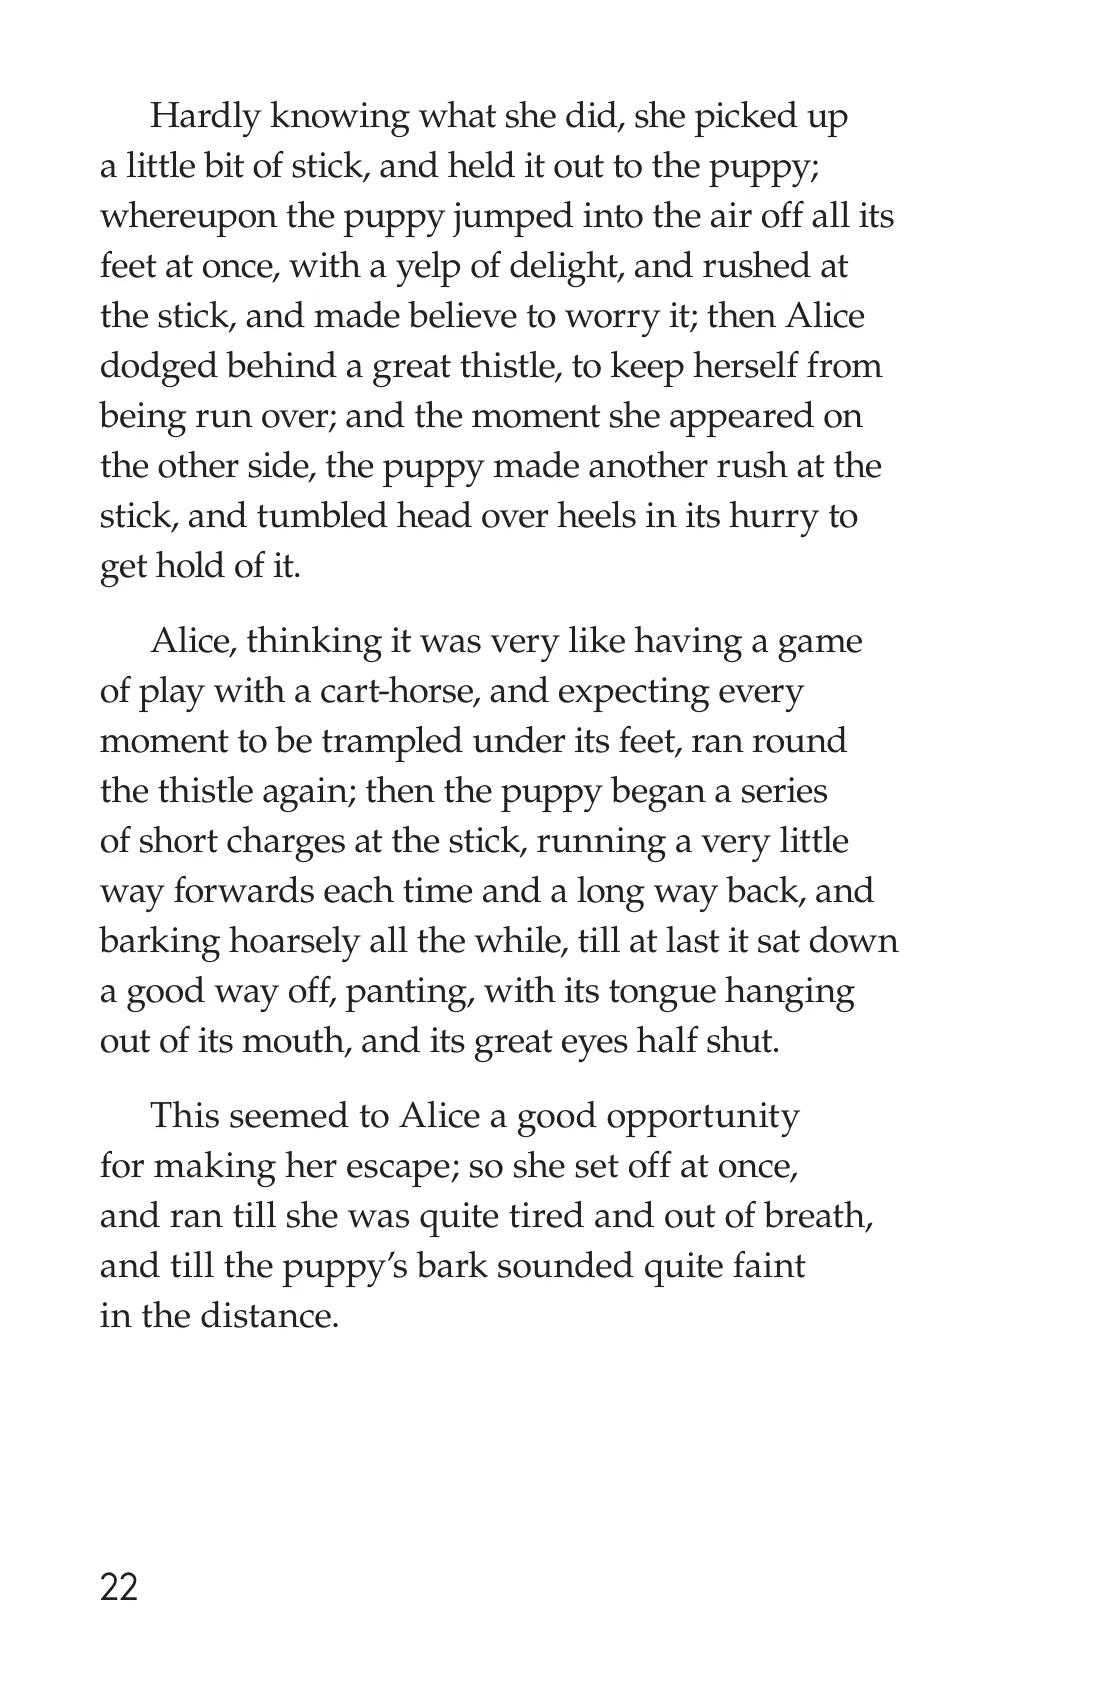 Hardly knowing what she did, she picked up
a little bit of stick, and held it out to the puppy;
whereupon the puppy jumped into the air off all its
feet at once, with a yelp of delight, and rushed at
the stick, and made believe to worry it; then Alice
dodged behind a great thistle, to keep herself from
being run over; and the moment she appeared on
the other side, the puppy made another rush at the
stick, and tumbled head over heels in its hurry to
get hold of it.
Alice, thinking it was very like having a game
of play with a cart-horse, and expecting every
moment to be trampled under its feet, ran round
the thistle again; then the puppy began a series
of short charges at the stick, running a very little
way forwards each time and a long way back, and
barking hoarsely all the while, till at last it sat down
a good way off, panting, with its tongue hanging
out of its mouth, and its great eyes half shut.
This seemed to Alice a good opportunity
for making her escape; so she set off at once,
and ran till she was quite tired and out of breath,
and till the puppy’s bark sounded quite faint
in the distance.
22